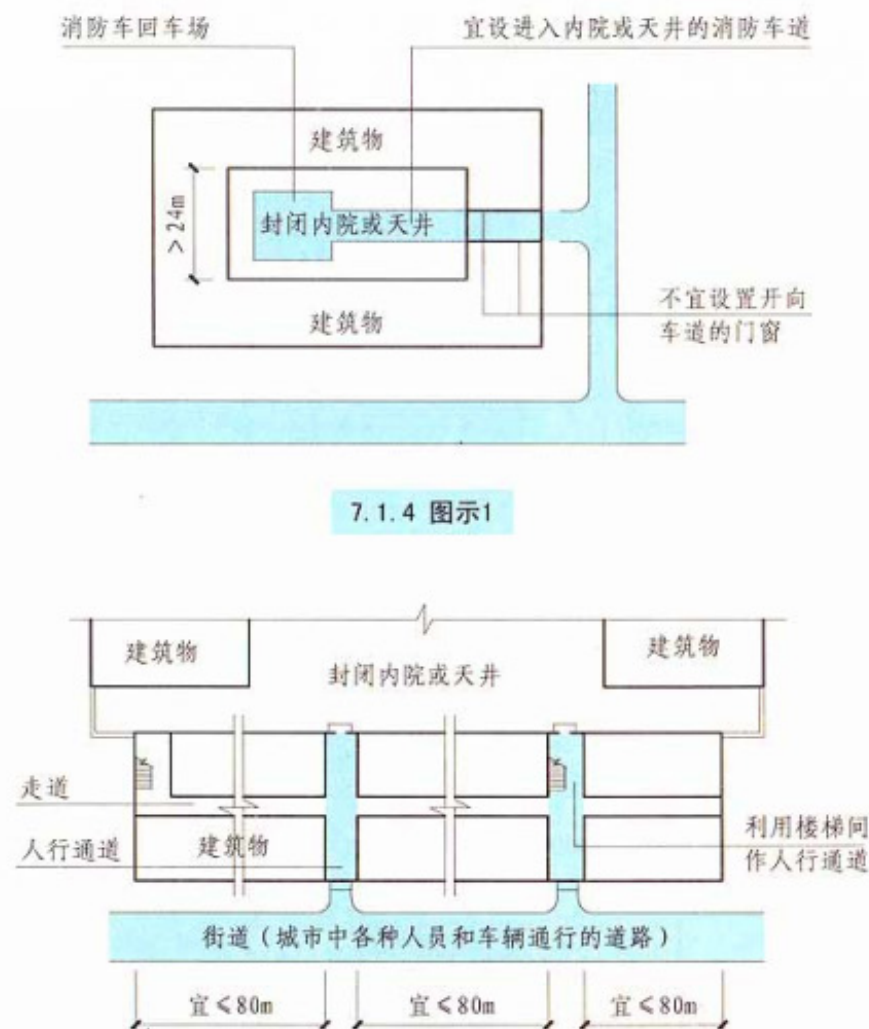 消防车回车场
宜设进入内院或天井的消防车道
建筑物
>24m
封闭内院或天井
不宜设置开向
车道的门窗
建筑物
7.1.4 图示1
建筑物
建筑物
封闭内院或天井
走道
人行通道
建筑物
利用楼梯间
作人行通道
街道(城市中各种人员和车辆通行的道路)
宜≤80m
宜≤80m
宜≤80m